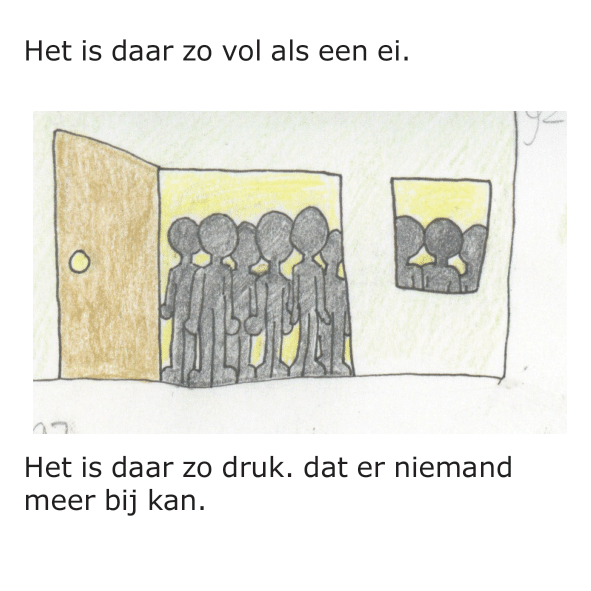 Het is daar zo vol als een ei.
Het is daar zo druk. dat er niemand
meer bij kan.